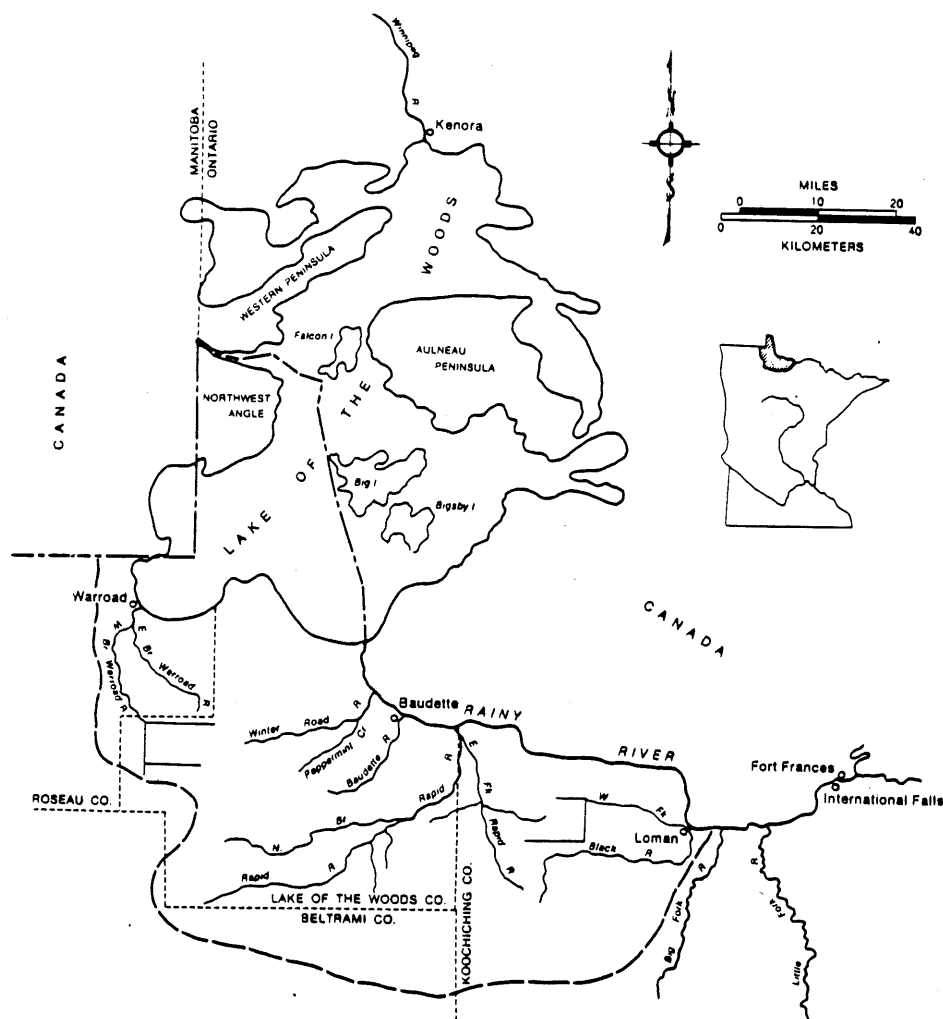 Winnipeg R
Kenora
MANITOBA
ONTARIO
MILES
0 10 20
0 20 40
KILOMETERS
LAKE OF THE WOODS
WESTERN PENINSULA
Falcon I
AULNEAU
PENINSULA
CANADA
NORTHWEST
ANGLE
Big I
Bigsby I
CANADA
Warroad
W Br Warroad R
E Br Warroad R
Baudette
RAINY RIVER
Winter Road R
Peppermint Cr
Baudette R
Fort Frances
International Falls
ROSEAU CO.
N. Br Rapid R
E Fk Rapid R
W Fk
Loman
Black R
Rapid R
LAKE OF THE WOODS CO.
BELTRAMI CO.
KOOCHICHING CO.
Big Fork R
Little Fork R